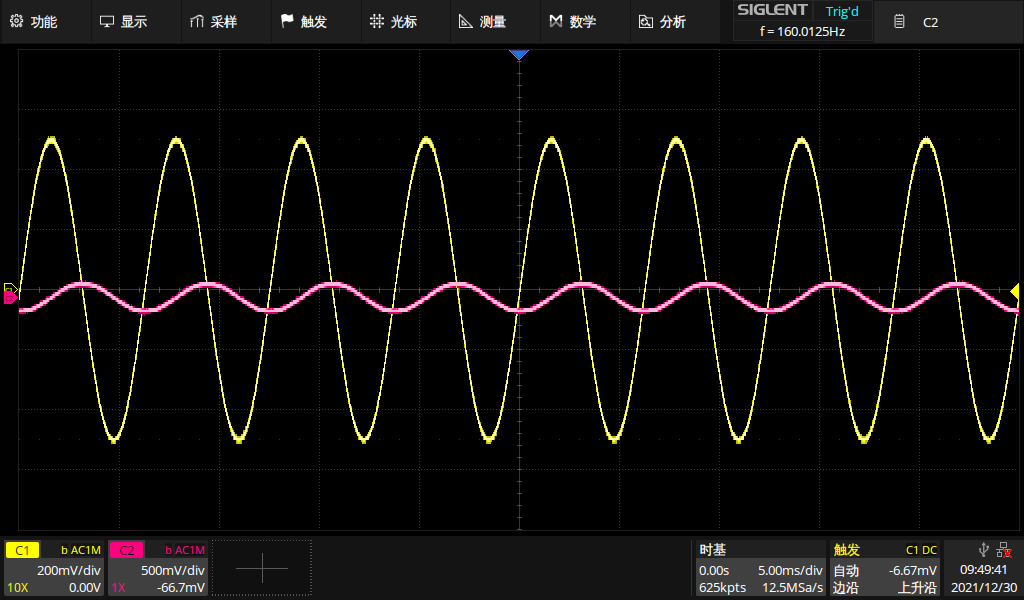 功能 显示 采样 触发 光标 测量 数学 分析 SIGLENT Trig'd C2
f = 160.0125Hz
C1 b AC1M C2 b AC1M 时基 触发 C1 DC
200mV/div 500mV/div 0.00s 5.00ms/div 自动 -6.67mV 09:49:41
10X 0.00V 1X -66.7mV 625kpts 12.5MSa/s 边沿 上升沿 2021/12/30